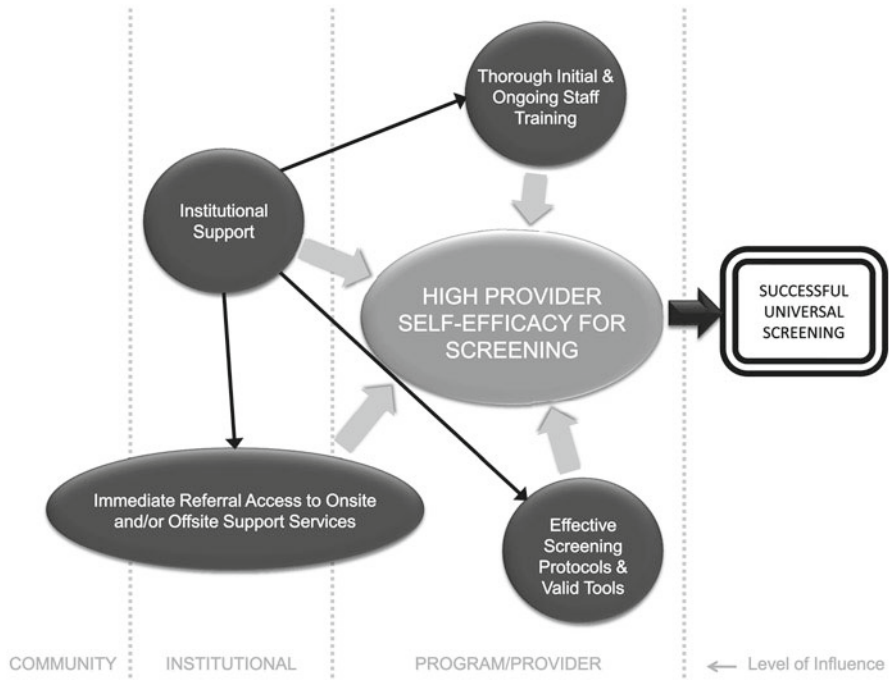 Thorough Initial &
Ongoing Staff
Training
Institutional
Support
HIGH PROVIDER
SELF-EFFICACY FOR
SCREENING
SUCCESSFUL
UNIVERSAL
SCREENING
Immediate Referral Access to Onsite
and/or Offsite Support Services
Effective
Screening
Protocols &
Valid Tools
COMMUNITY
INSTITUTIONAL
PROGRAM/PROVIDER
Level of Influence